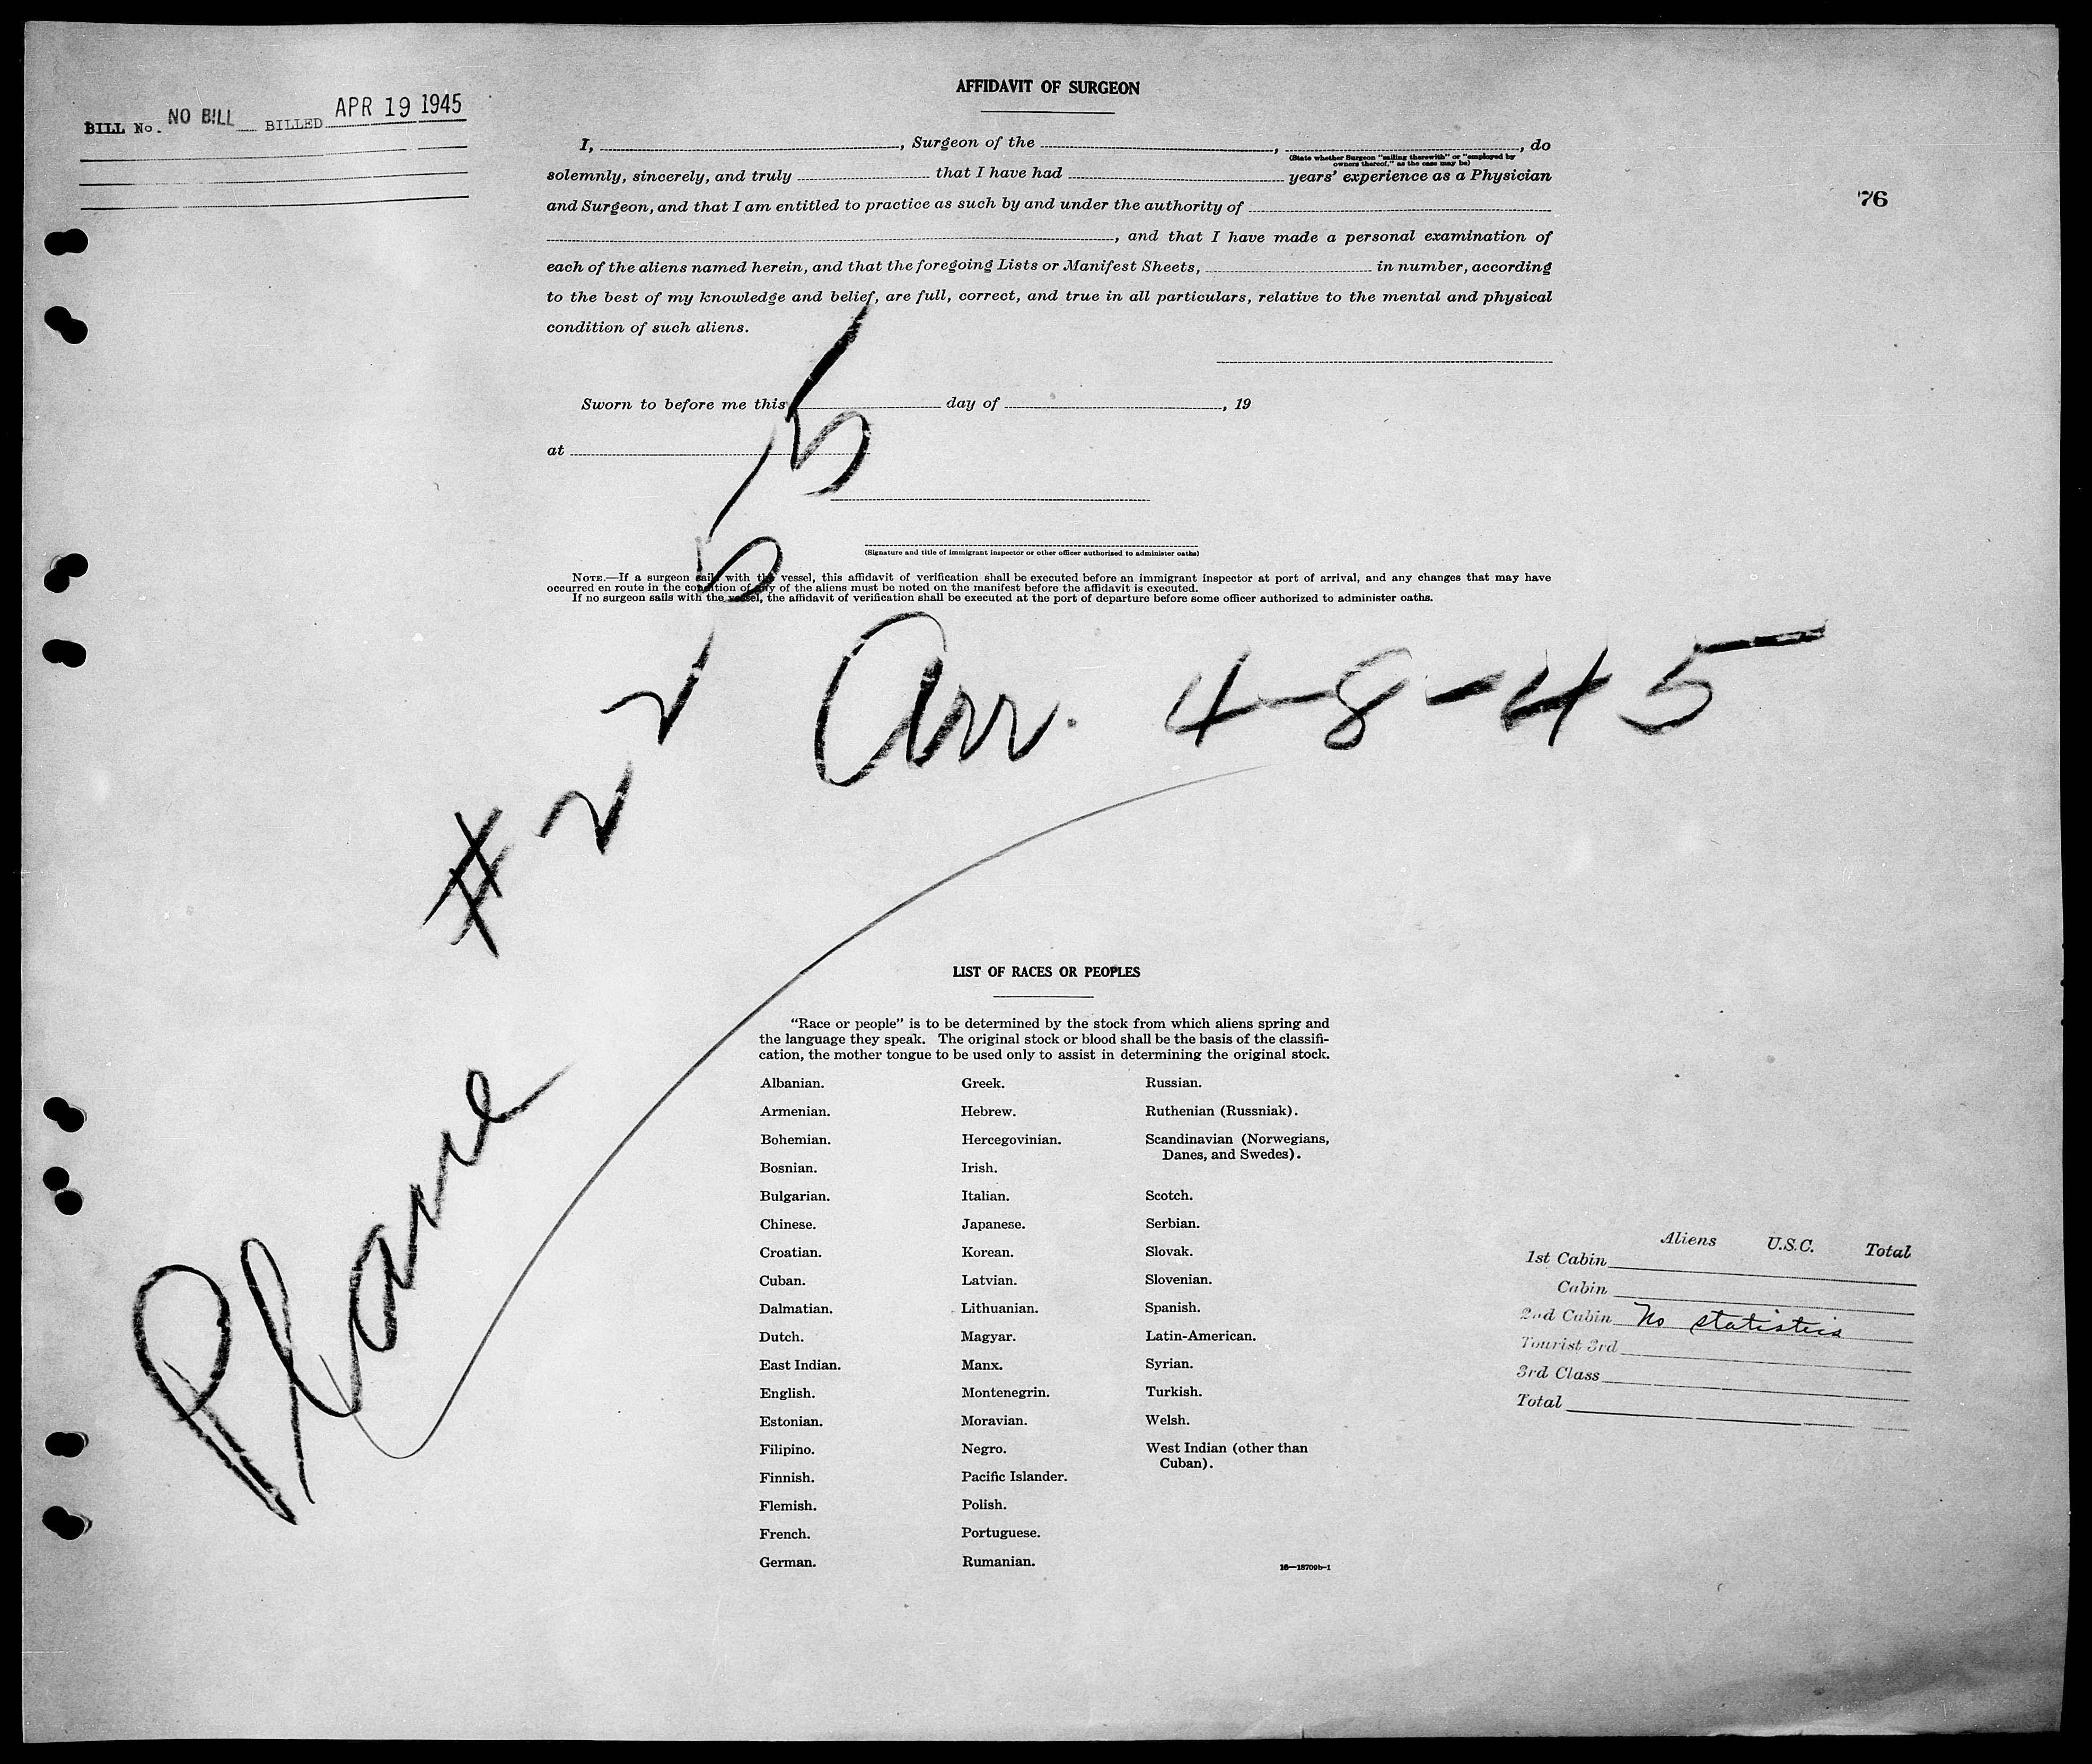 BILL No. NO BILL BILLED APR 19 1945
76
AFFIDAVIT OF SURGEON
I, , Surgeon of the , , do
(State whether Surgeon "sailing therewith" or "employed by
owners thereof," as the case may be)
solemnly, sincerely, and truly that I have had years' experience as a Physician
and Surgeon, and that I am entitled to practice as such by and under the authority of
, and that I have made a personal examination of
each of the aliens named herein, and that the foregoing Lists or Manifest Sheets, in number, according
to the best of my knowledge and belief, are full, correct, and true in all particulars, relative to the mental and physical
condition of such aliens.
Sworn to before me this day of , 19
at
(Signature and title of immigrant inspector or other officer authorized to administer oaths)
NOTE.—If a surgeon sails with the vessel, this affidavit of verification shall be executed before an immigrant inspector at port of arrival, and any changes that may have
occurred en route in the condition of any of the aliens must be noted on the manifest before the affidavit is executed.
If no surgeon sails with the vessel, the affidavit of verification shall be executed at the port of departure before some officer authorized to administer oaths.
Plane #2255
Arr. 4-8-45
LIST OF RACES OR PEOPLES
"Race or people" is to be determined by the stock from which aliens spring and
the language they speak. The original stock or blood shall be the basis of the classifi-
cation, the mother tongue to be used only to assist in determining the original stock.
Albanian.
Armenian.
Bohemian.
Bosnian.
Bulgarian.
Chinese.
Croatian.
Cuban.
Dalmatian.
Dutch.
East Indian.
English.
Estonian.
Filipino.
Finnish.
Flemish.
French.
German.
Greek.
Hebrew.
Hercegovinian.
Irish.
Italian.
Japanese.
Korean.
Latvian.
Lithuanian.
Magyar.
Manx.
Montenegrin.
Moravian.
Negro.
Pacific Islander.
Polish.
Portuguese.
Rumanian.
Russian.
Ruthenian (Russniak).
Scandinavian (Norwegians,
Danes, and Swedes).
Scotch.
Serbian.
Slovak.
Slovenian.
Spanish.
Latin-American.
Syrian.
Turkish.
Welsh.
West Indian (other than
Cuban).
16—18709b-1
Aliens U.S.C. Total
1st Cabin
Cabin
2nd Cabin No statistics
Tourist 3rd
3rd Class
Total